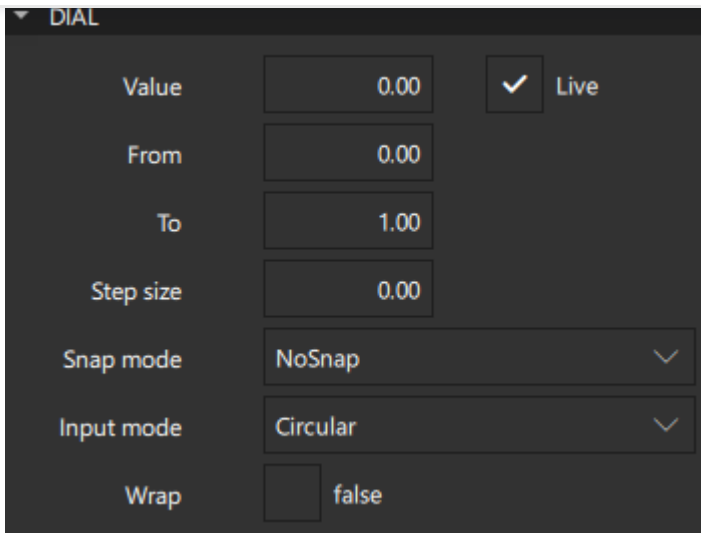 DIAL
Value 0.00 Live
From 0.00
To 1.00
Step size 0.00
Snap mode NoSnap
Input mode Circular
Wrap false